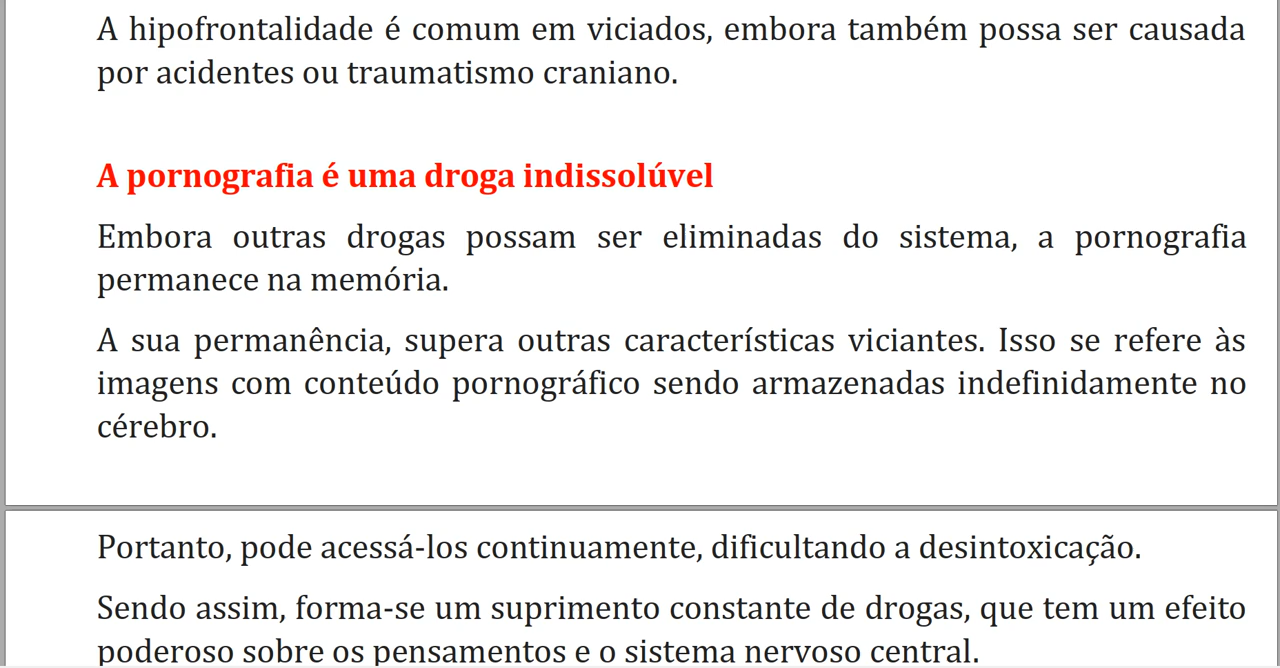 A hipofrontalidade é comum em viciados, embora também possa ser causada
por acidentes ou traumatismo craniano.
A pornografia é uma droga indissolúvel
Embora outras drogas possam ser eliminadas do sistema, a pornografia
permanece na memória.
A sua permanência, supera outras características viciantes. Isso se refere às
imagens com conteúdo pornográfico sendo armazenadas indefinidamente no
cérebro.
Portanto, pode acessá-los continuamente, dificultando a desintoxicação.
Sendo assim, forma-se um suprimento constante de drogas, que tem um efeito
poderoso sobre os pensamentos e o sistema nervoso central.